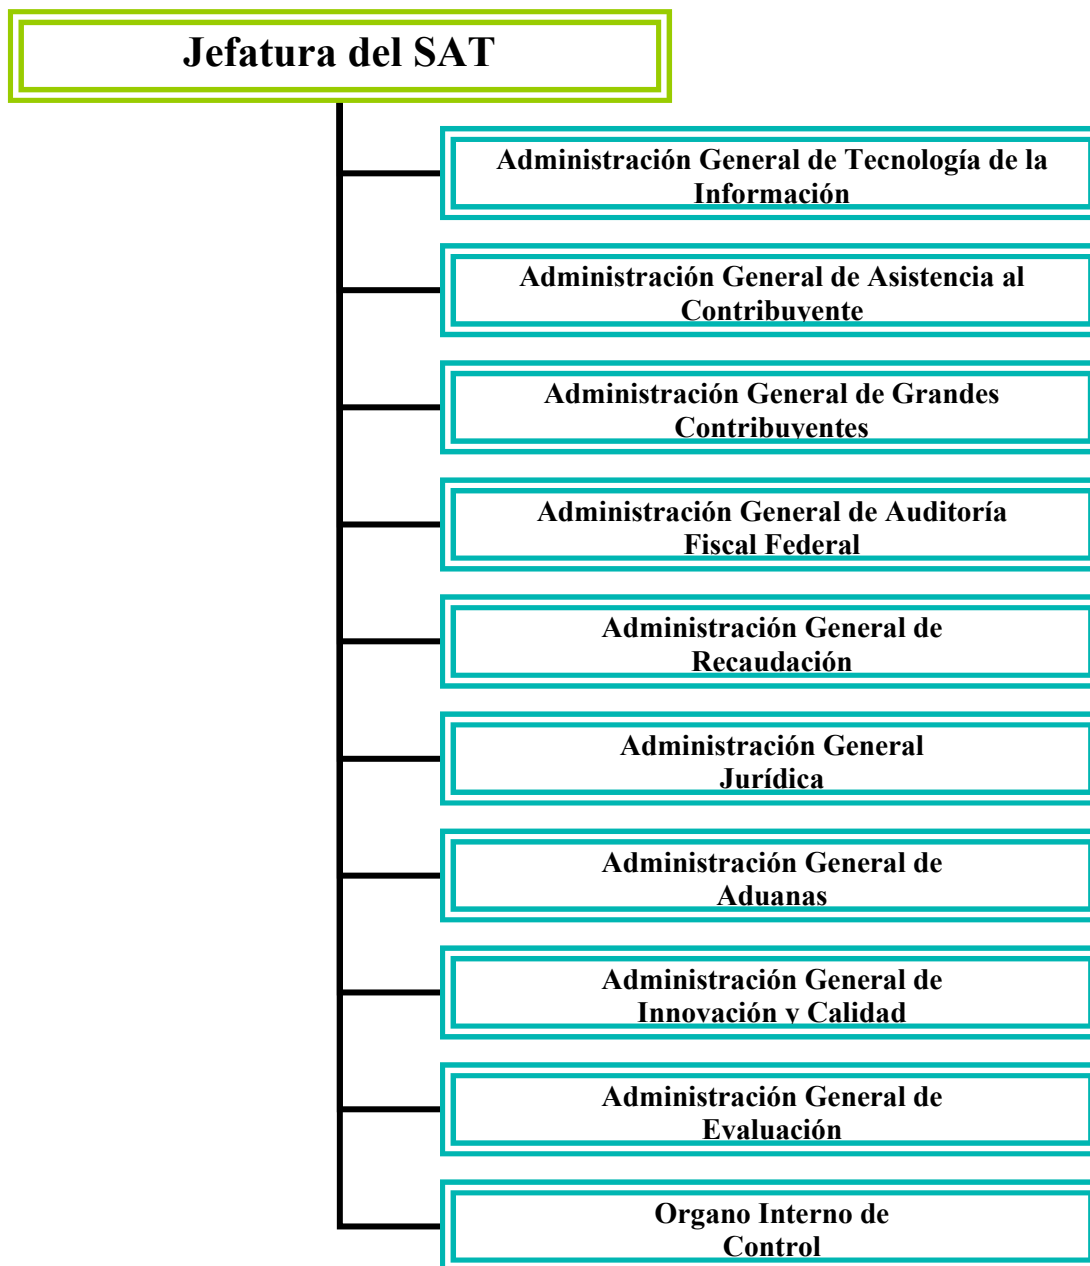 Jefatura del SAT
Administración General de Tecnología de la
Información
Administración General de Asistencia al
Contribuyente
Administración General de Grandes
Contribuyentes
Administración General de Auditoría
Fiscal Federal
Administración General de
Recaudación
Administración General
Jurídica
Administración General de
Aduanas
Administración General de
Innovación y Calidad
Administración General de
Evaluación
Organo Interno de
Control